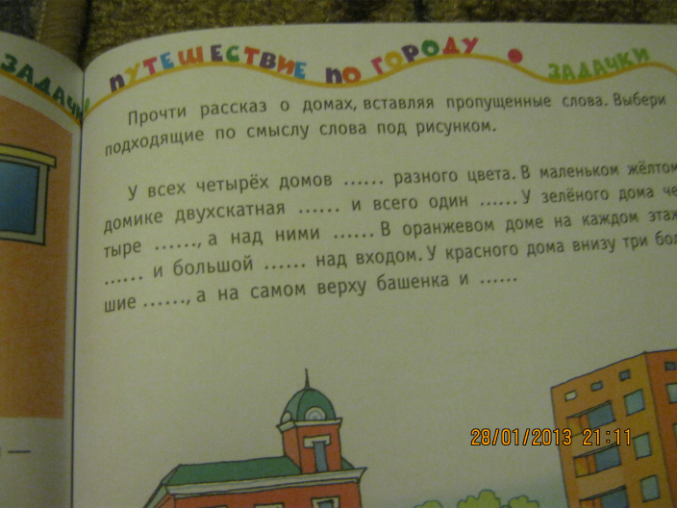 ЗАДАЧКИ
ПУТЕШЕСТВИЕ ПО ГОРОДУ • ЗАДАЧКИ
Прочти рассказ о домах, вставляя пропущенные слова. Выбери
подходящие по смыслу слова под рисунком.
У всех четырёх домов ...... разного цвета. В маленьком жёлтом
домике двухскатная ...... и всего один ...... У зелёного дома че-
тыре ......, а над ними ...... В оранжевом доме на каждом этаж
...... и большой ...... над входом. У красного дома внизу три боль
шие ......, а на самом верху башенка и ......
28/01/2013 21:11